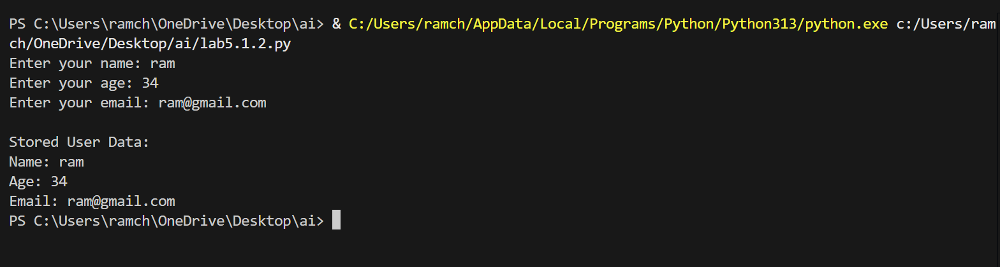 PS C:\Users\ramch\OneDrive\Desktop\ai> & C:/Users/ramch/AppData/Local/Programs/Python/Python313/python.exe c:/Users/ram
ch/OneDrive/Desktop/ai/lab5.1.2.py
Enter your name: ram
Enter your age: 34
Enter your email: ram@gmail.com

Stored User Data:
Name: ram
Age: 34
Email: ram@gmail.com
PS C:\Users\ramch\OneDrive\Desktop\ai>